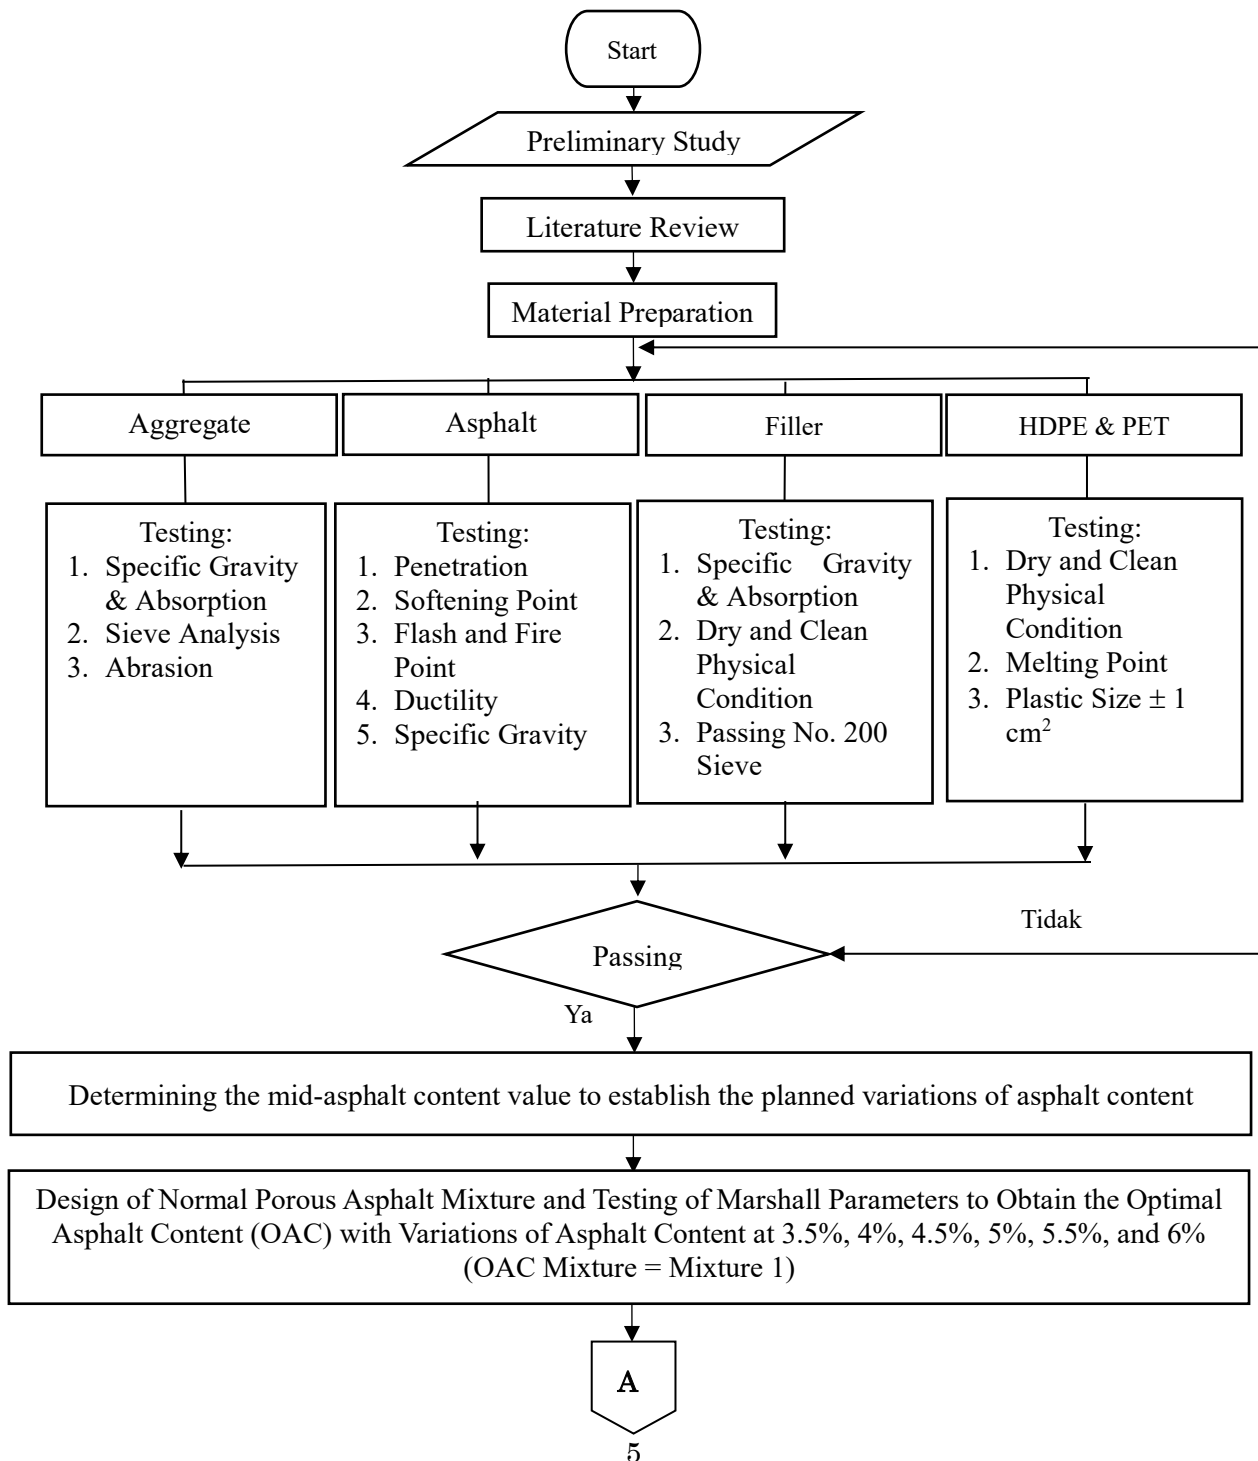 Start
Preliminary Study
Literature Review
Material Preparation
Aggregate
Asphalt
Filler
HDPE & PET
Testing:
1. Specific Gravity
& Absorption
2. Sieve Analysis
3. Abrasion
Testing:
1. Penetration
2. Softening Point
3. Flash and Fire
Point
4. Ductility
5. Specific Gravity
Testing:
1. Specific Gravity
& Absorption
2. Dry and Clean
Physical
Condition
3. Passing No. 200
Sieve
Testing:
1. Dry and Clean
Physical
Condition
2. Melting Point
3. Plastic Size ± 1
cm²
Tidak
Passing
Ya
Determining the mid-asphalt content value to establish the planned variations of asphalt content
Design of Normal Porous Asphalt Mixture and Testing of Marshall Parameters to Obtain the Optimal
Asphalt Content (OAC) with Variations of Asphalt Content at 3.5%, 4%, 4.5%, 5%, 5.5%, and 6%
(OAC Mixture = Mixture 1)
A
5